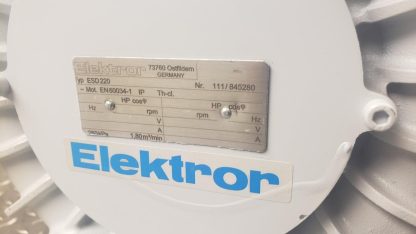 Elektror 73760 Ostfildern
GERMANY
Typ ESD220 Nr. 111/845280
~ Mot. EN60034-1 IP Th-cl.
HP cosφ HP cosφ
Hz rpm Hz rpm
V V
A A
1,80m³/min
Elektror